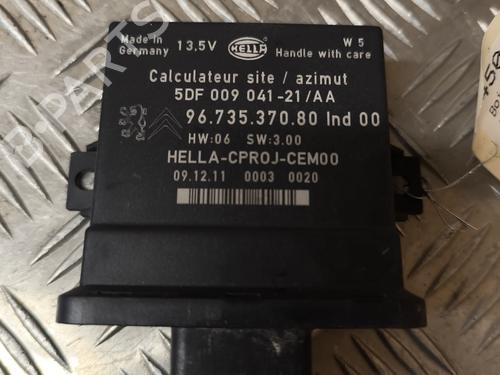 Made in
Germany 13.5V HELLA W 5
Handle with care
Calculateur site / azimut
5DF 009 041-21/AA
96.735.370.80 Ind 00
HW:06 SW:3.00
HELLA-CPROJ-CEM00
09.12.11 0003 0020